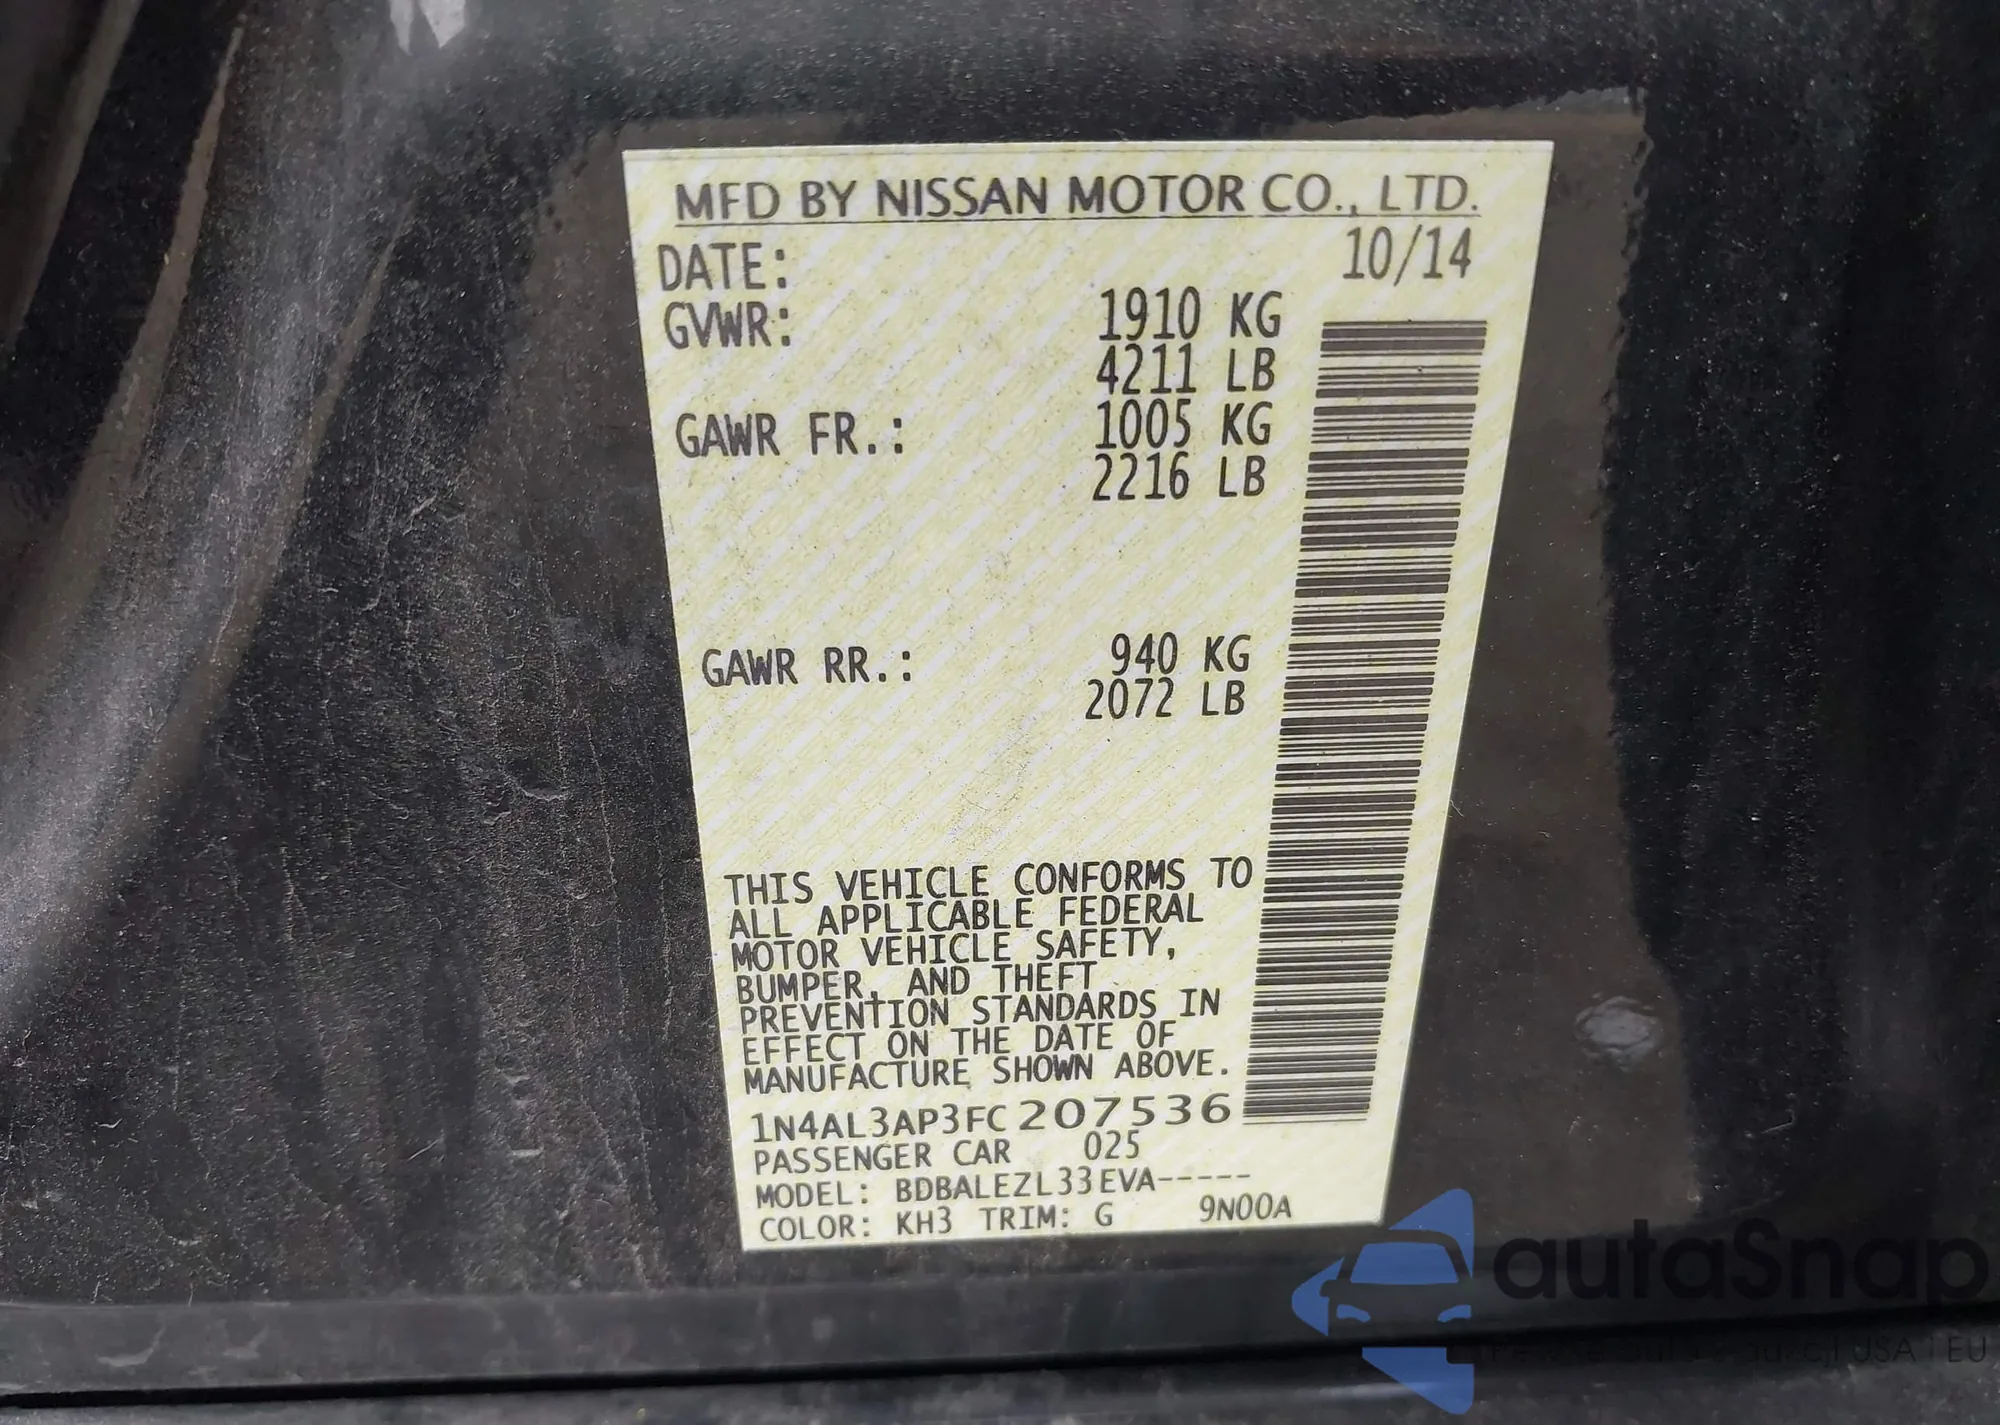 MFD BY NISSAN MOTOR CO., LTD.
DATE: 10/14
GVWR: 1910 KG
4211 LB
GAWR FR.: 1005 KG
2216 LB
GAWR RR.: 940 KG
2072 LB
THIS VEHICLE CONFORMS TO
ALL APPLICABLE FEDERAL
MOTOR VEHICLE SAFETY,
BUMPER, AND THEFT
PREVENTION STANDARDS IN
EFFECT ON THE DATE OF
MANUFACTURE SHOWN ABOVE.
1N4AL3AP3FC207536
PASSENGER CAR 025
MODEL: BDBALEZL33EVA-----
COLOR: KH3 TRIM: G 9N00A
autaSnap
USA | EU